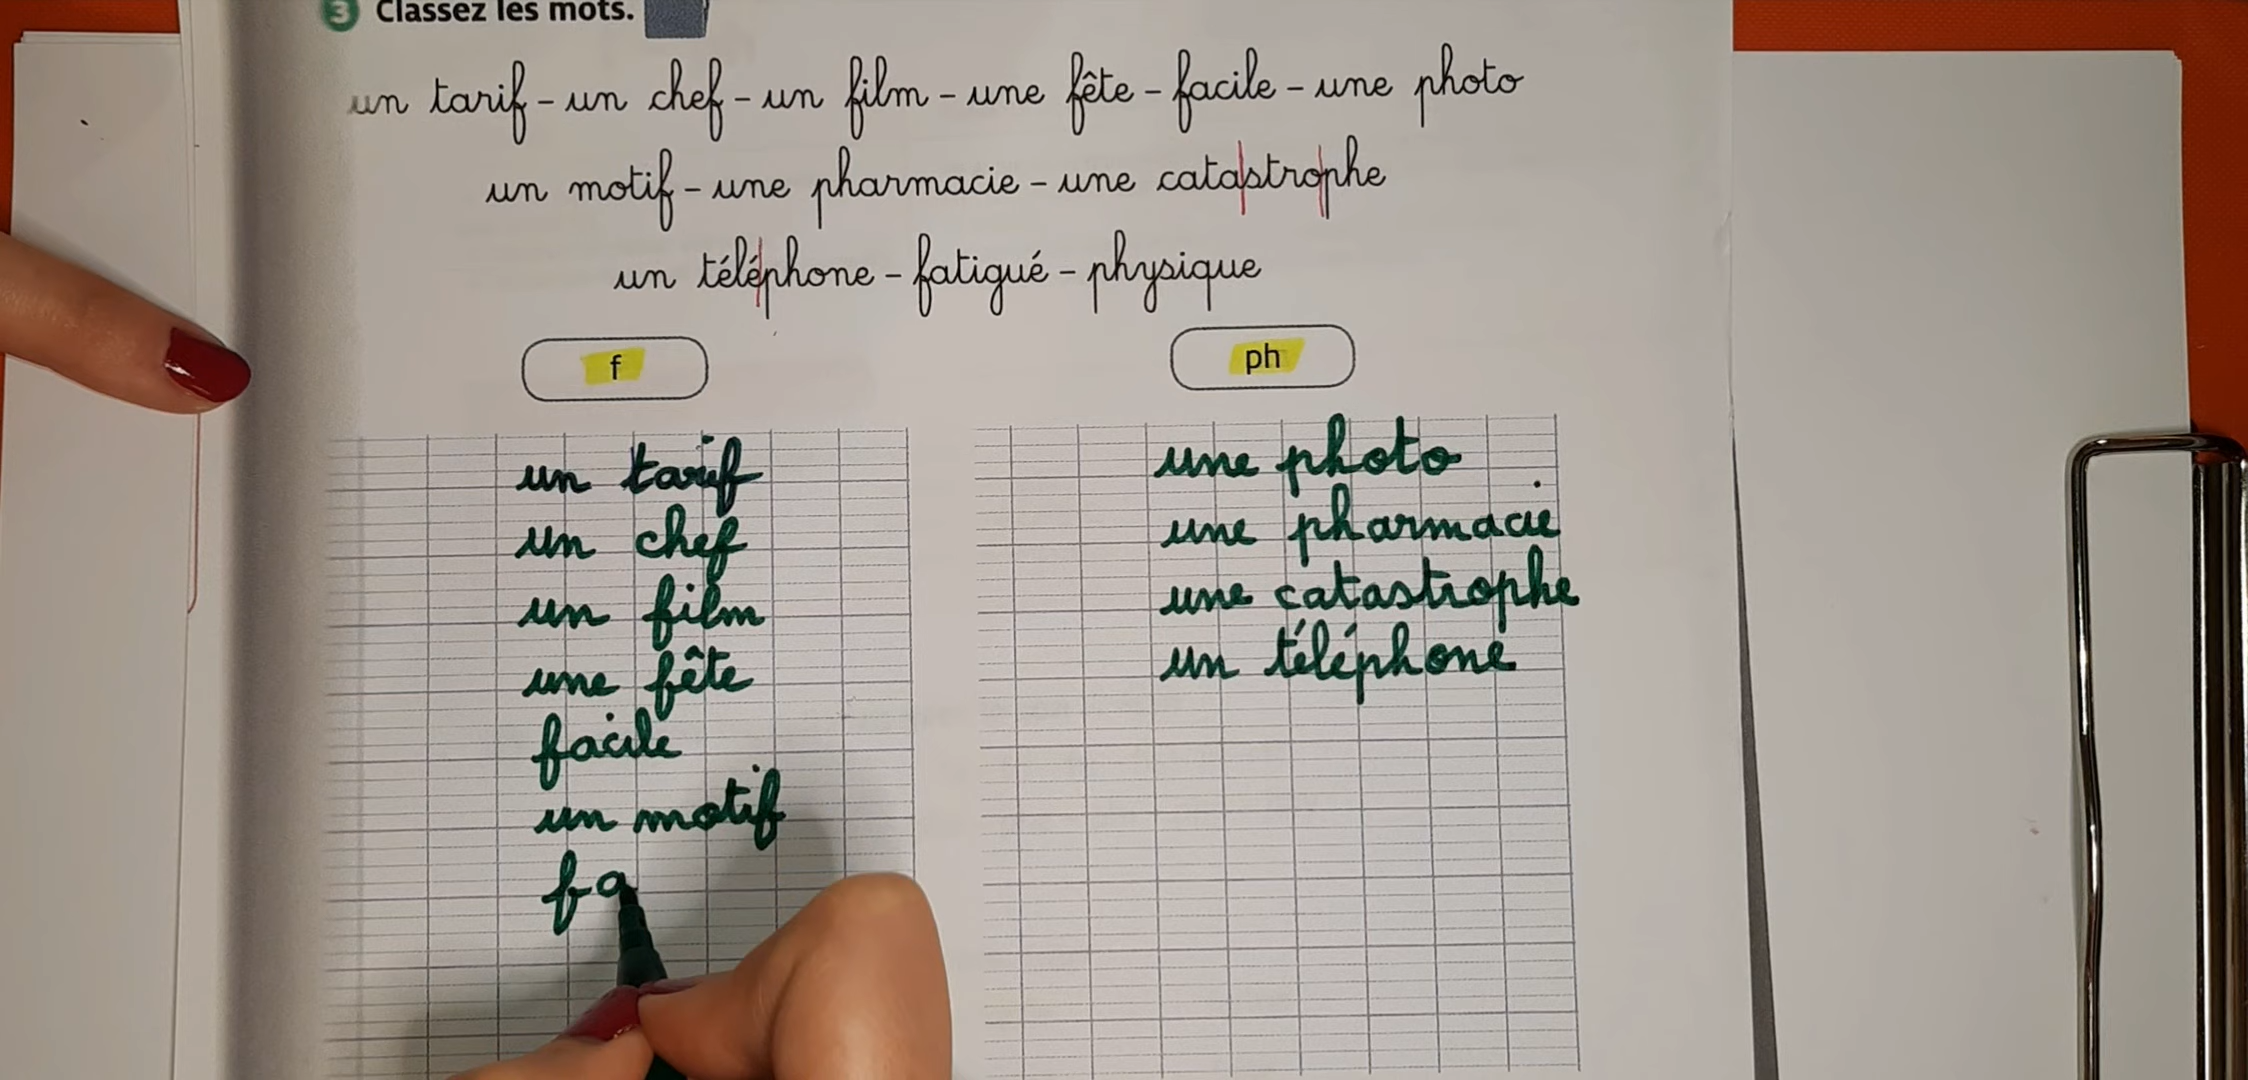 3 Classez les mots.
un tarif - un chef - un film - une fête - facile - une photo
un motif - une pharmacie - une catastrophe
un téléphone - fatigué - physique
f
ph
un tarif
un chef
un film
une fête
facile
un motif
fa
une photo
une pharmacie
une catastrophe
un téléphone